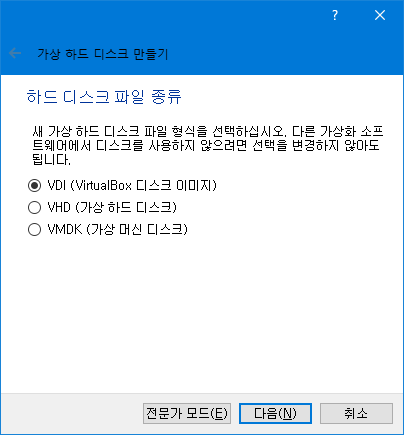 ?
가상 하드 디스크 만들기
하드 디스크 파일 종류
새 가상 하드 디스크 파일 형식을 선택하십시오. 다른 가상화 소프
트웨어에서 디스크를 사용하지 않으려면 선택을 변경하지 않아도
됩니다.
VDI (VirtualBox 디스크 이미지)
VHD (가상 하드 디스크)
VMDK (가상 머신 디스크)
전문가 모드(E) 다음(N) 취소